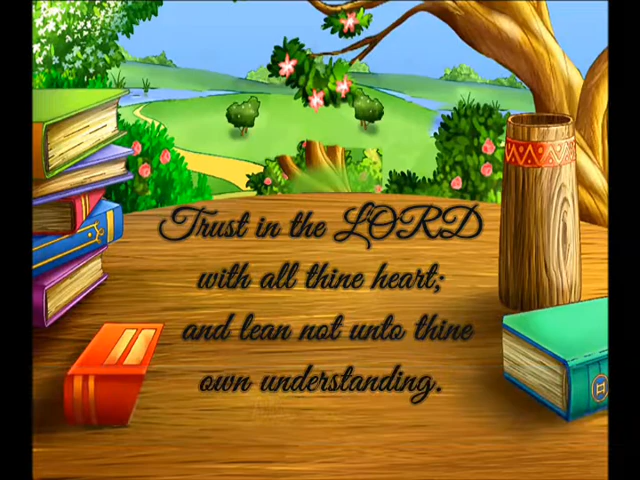 Trust in the LORD
with all thine heart;
and lean not unto thine
own understanding.